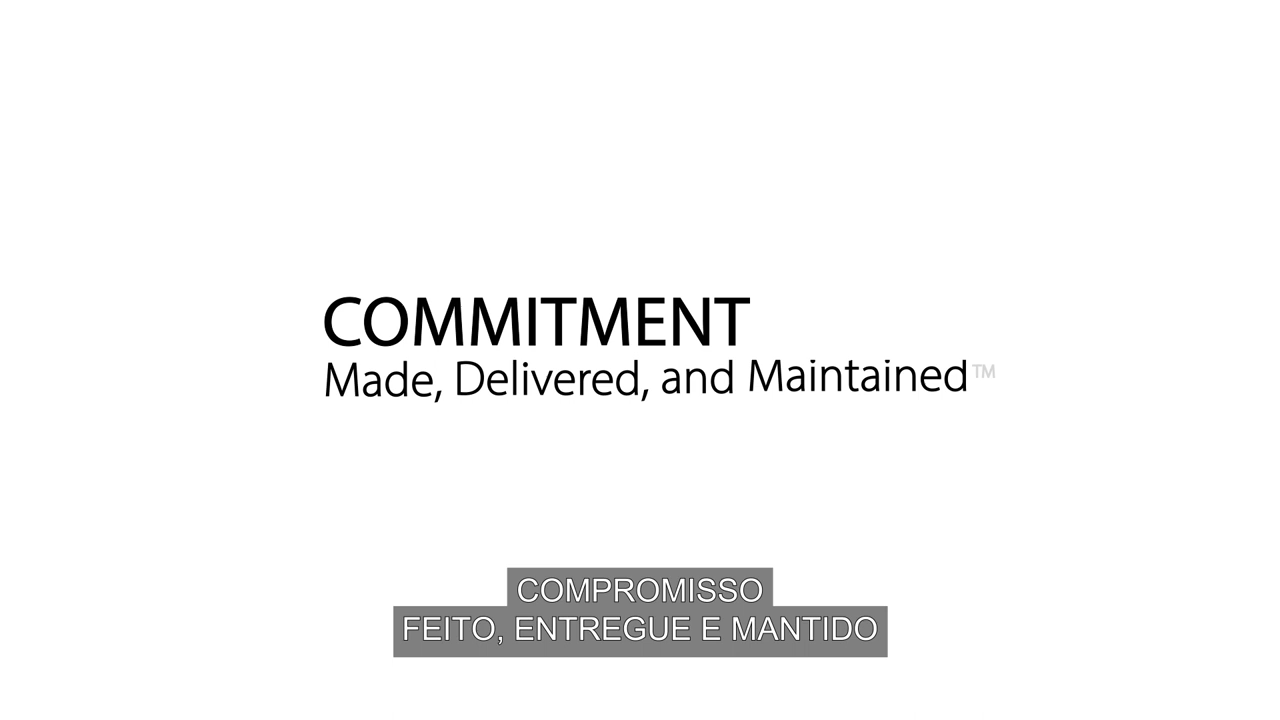 COMMITMENT
Made, Delivered, and Maintained™
COMPROMISSO
FEITO, ENTREGUE E MANTIDO